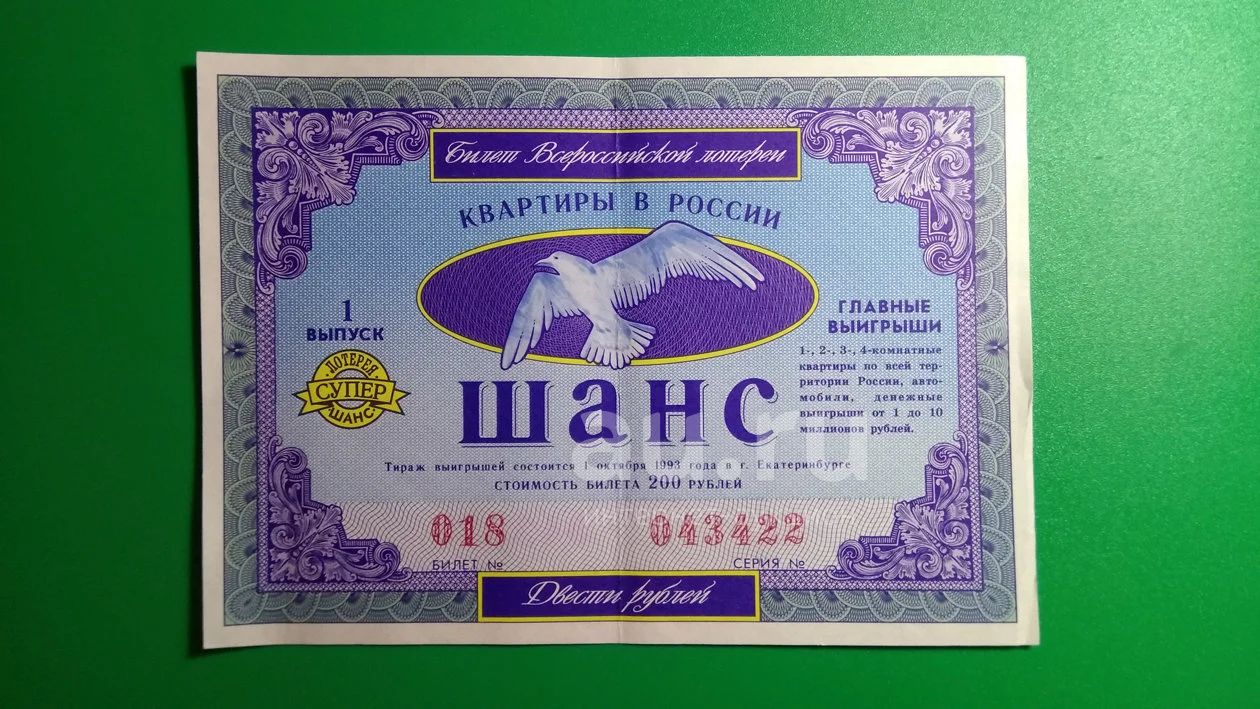 Билет Всероссийской лотереи
КВАРТИРЫ В РОССИИ
1
ВЫПУСК
ЛОТЕРЕЯ
СУПЕР
ШАНС
ГЛАВНЫЕ
ВЫИГРЫШИ
1-, 2-, 3-, 4-комнатные
квартиры по всей тер-
ритории России, авто-
мобили, денежные
выигрыши от 1 до 10
миллионов рублей.
шанс
au.ru
Тираж выигрышей состоится 1 октября 1993 года в г. Екатеринбурге
СТОИМОСТЬ БИЛЕТА 200 РУБЛЕЙ
018 043422
БИЛЕТ № СЕРИЯ №
Двести рублей